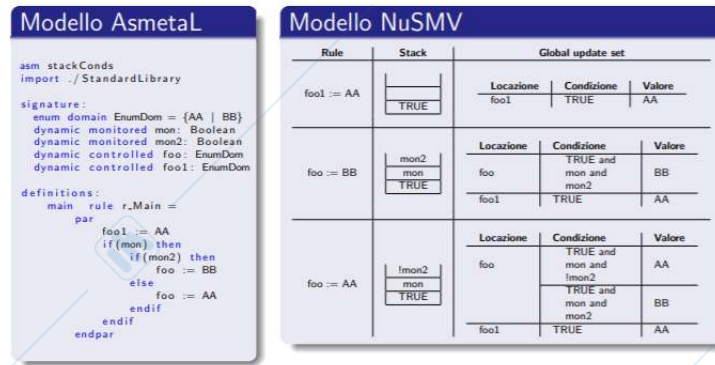 Modello AsmetaL
asm stackConds
import ./StandardLibrary
signature:
enum domain EnumDom = {AA | BB}
dynamic monitored mon: Boolean
dynamic monitored mon2: Boolean
dynamic controlled foo: EnumDom
dynamic controlled foo1: EnumDom
definitions:
main rule r_Main =
par
foo1 := AA
if(mon) then
if(mon2) then
foo := BB
else
foo := AA
endif
endif
endpar
Modello NuSMV
Rule Stack Global update set
foo1 := AA
TRUE
Locazione Condizione Valore
foo1 TRUE AA
foo := BB
mon2
mon
TRUE
Locazione Condizione Valore
TRUE and
foo mon and BB
mon2
foo1 TRUE AA
foo := AA
!mon2
mon
TRUE
Locazione Condizione Valore
TRUE and
foo mon and AA
!mon2
TRUE and
mon and BB
mon2
foo1 TRUE AA